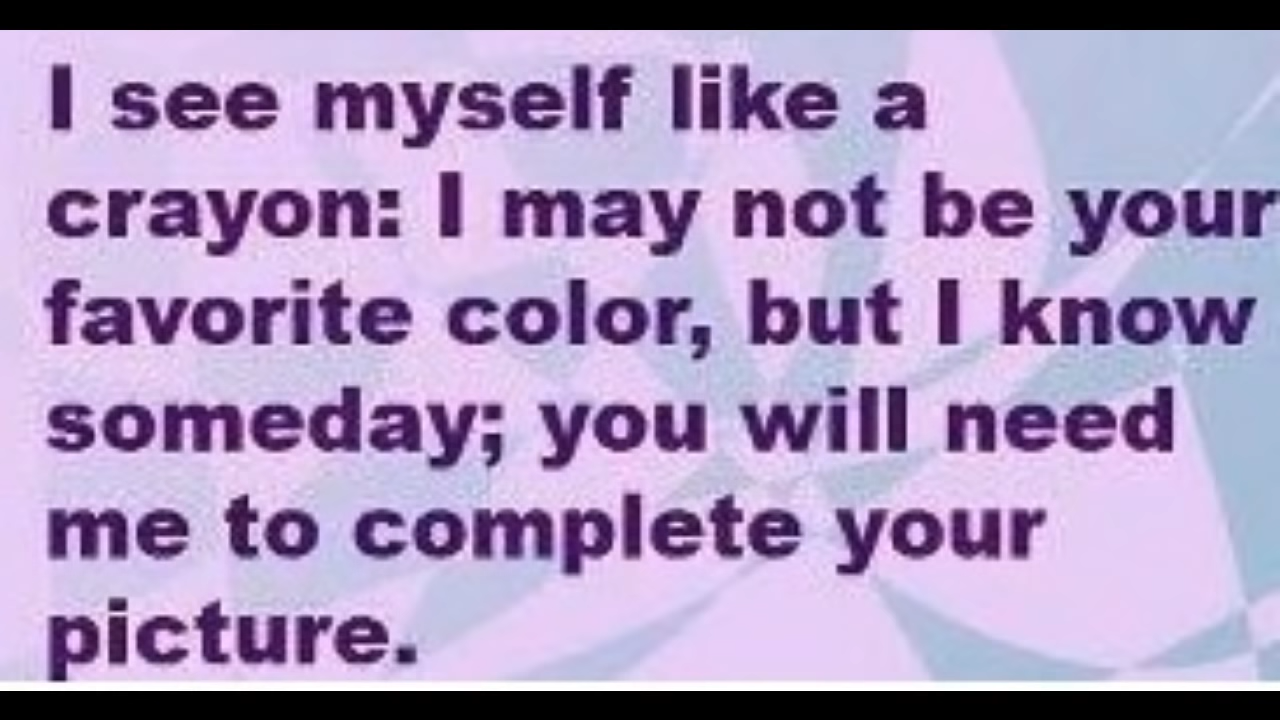 I see myself like a
crayon: I may not be your
favorite color, but I know
someday; you will need
me to complete your
picture.